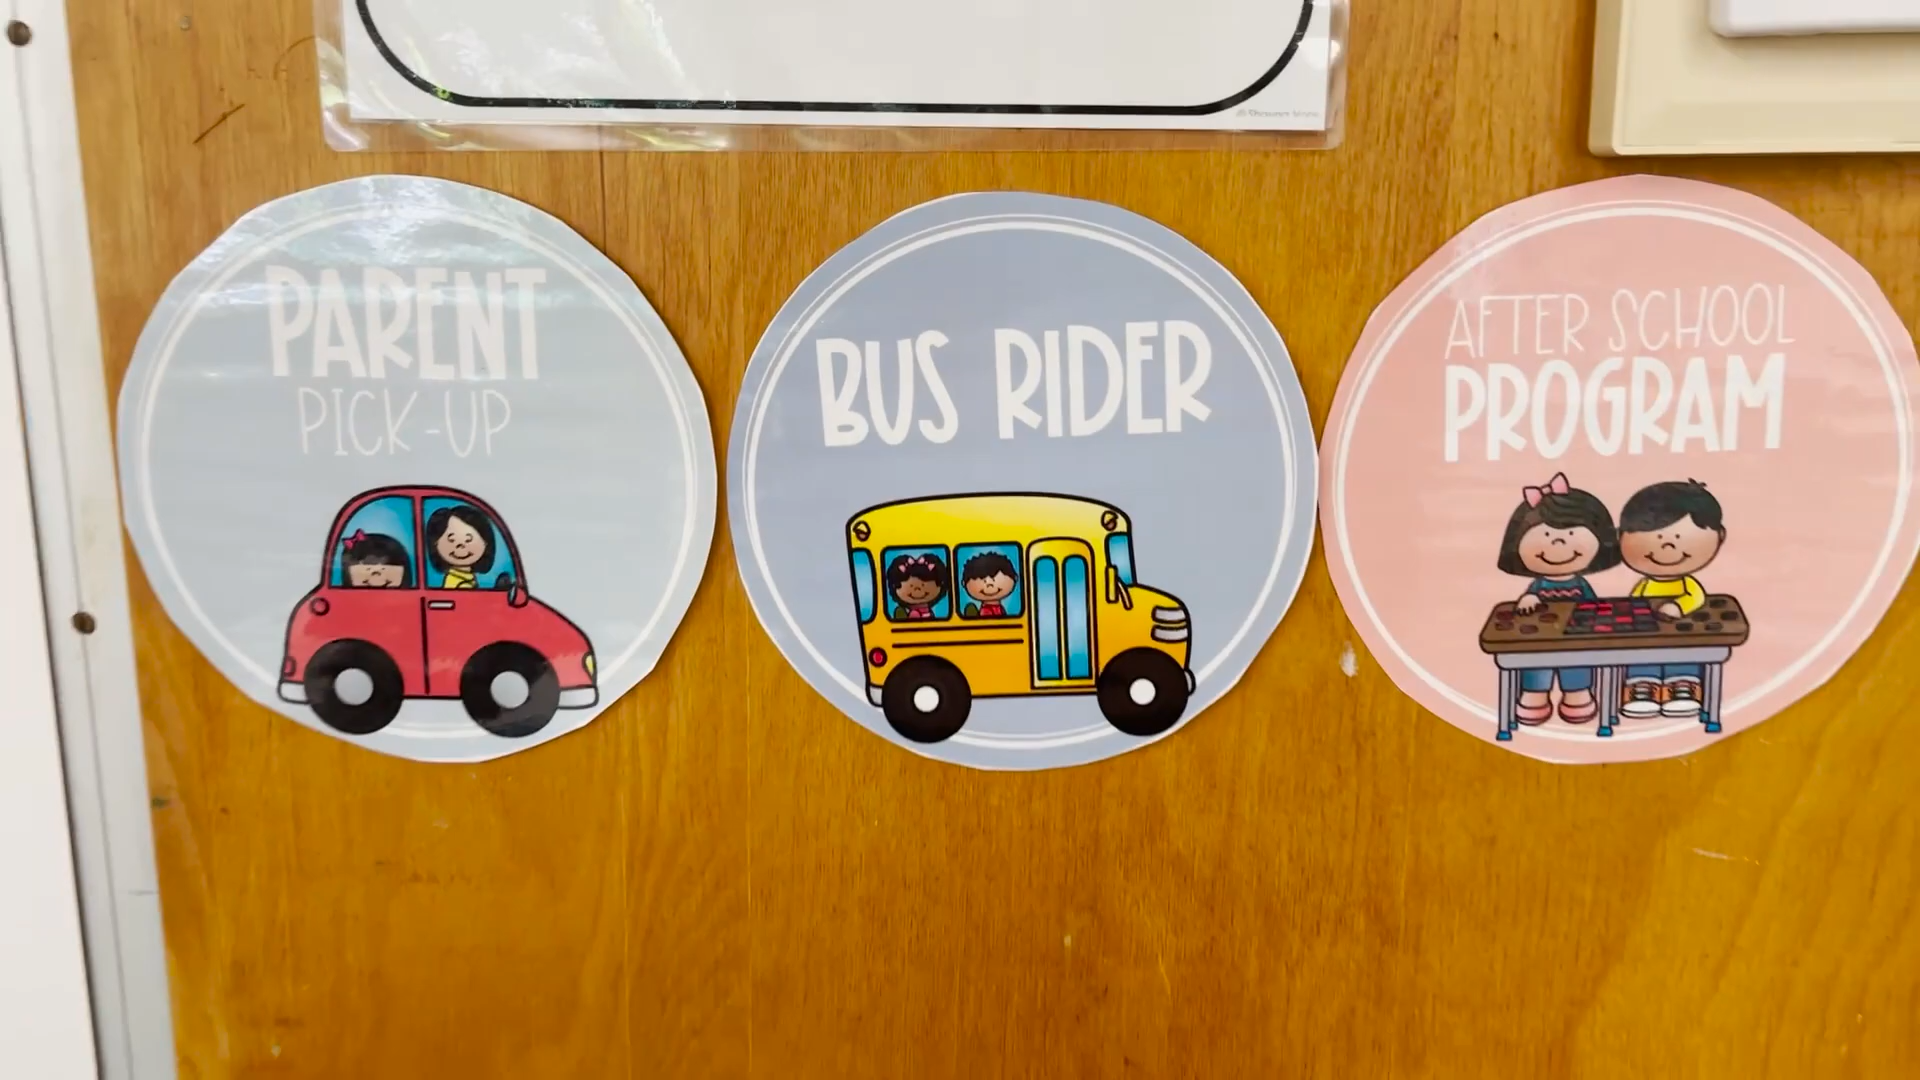 PARENT
PICK-UP
BUS RIDER
AFTER SCHOOL
PROGRAM